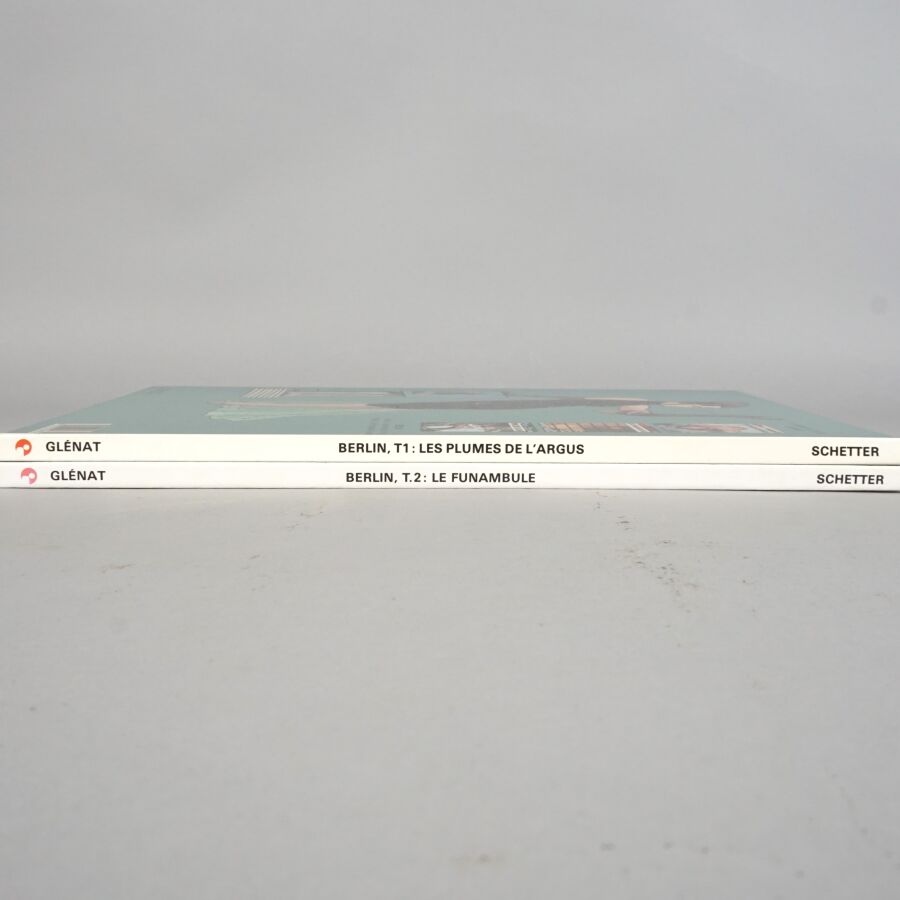 GLÉNAT BERLIN, T1: LES PLUMES DE L'ARGUS SCHETTER
GLÉNAT BERLIN, T.2: LE FUNAMBULE SCHETTER